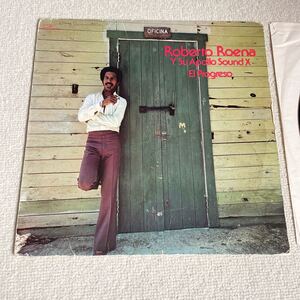 OFICINA
Roberto Roena
Y Su Apollo Sound X
El Progreso